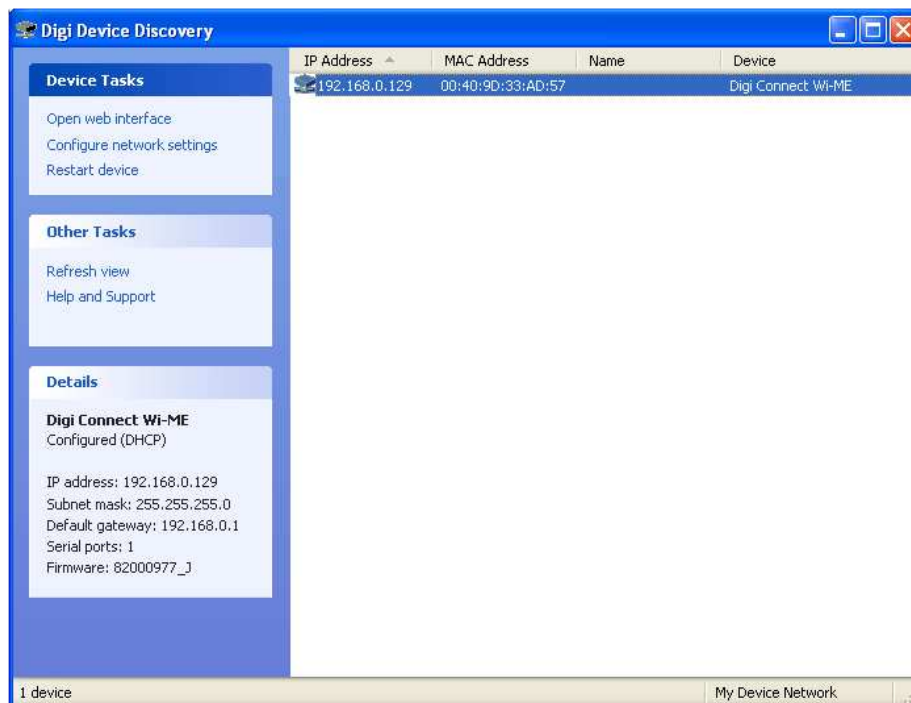 Digi Device Discovery
Device Tasks
Open web interface
Configure network settings
Restart device
Other Tasks
Refresh view
Help and Support
Details
Digi Connect Wi-ME
Configured (DHCP)
IP address: 192.168.0.129
Subnet mask: 255.255.255.0
Default gateway: 192.168.0.1
Serial ports: 1
Firmware: 82000977_J
IP Address MAC Address Name Device
192.168.0.129 00:40:9D:33:AD:57 Digi Connect Wi-ME
1 device My Device Network